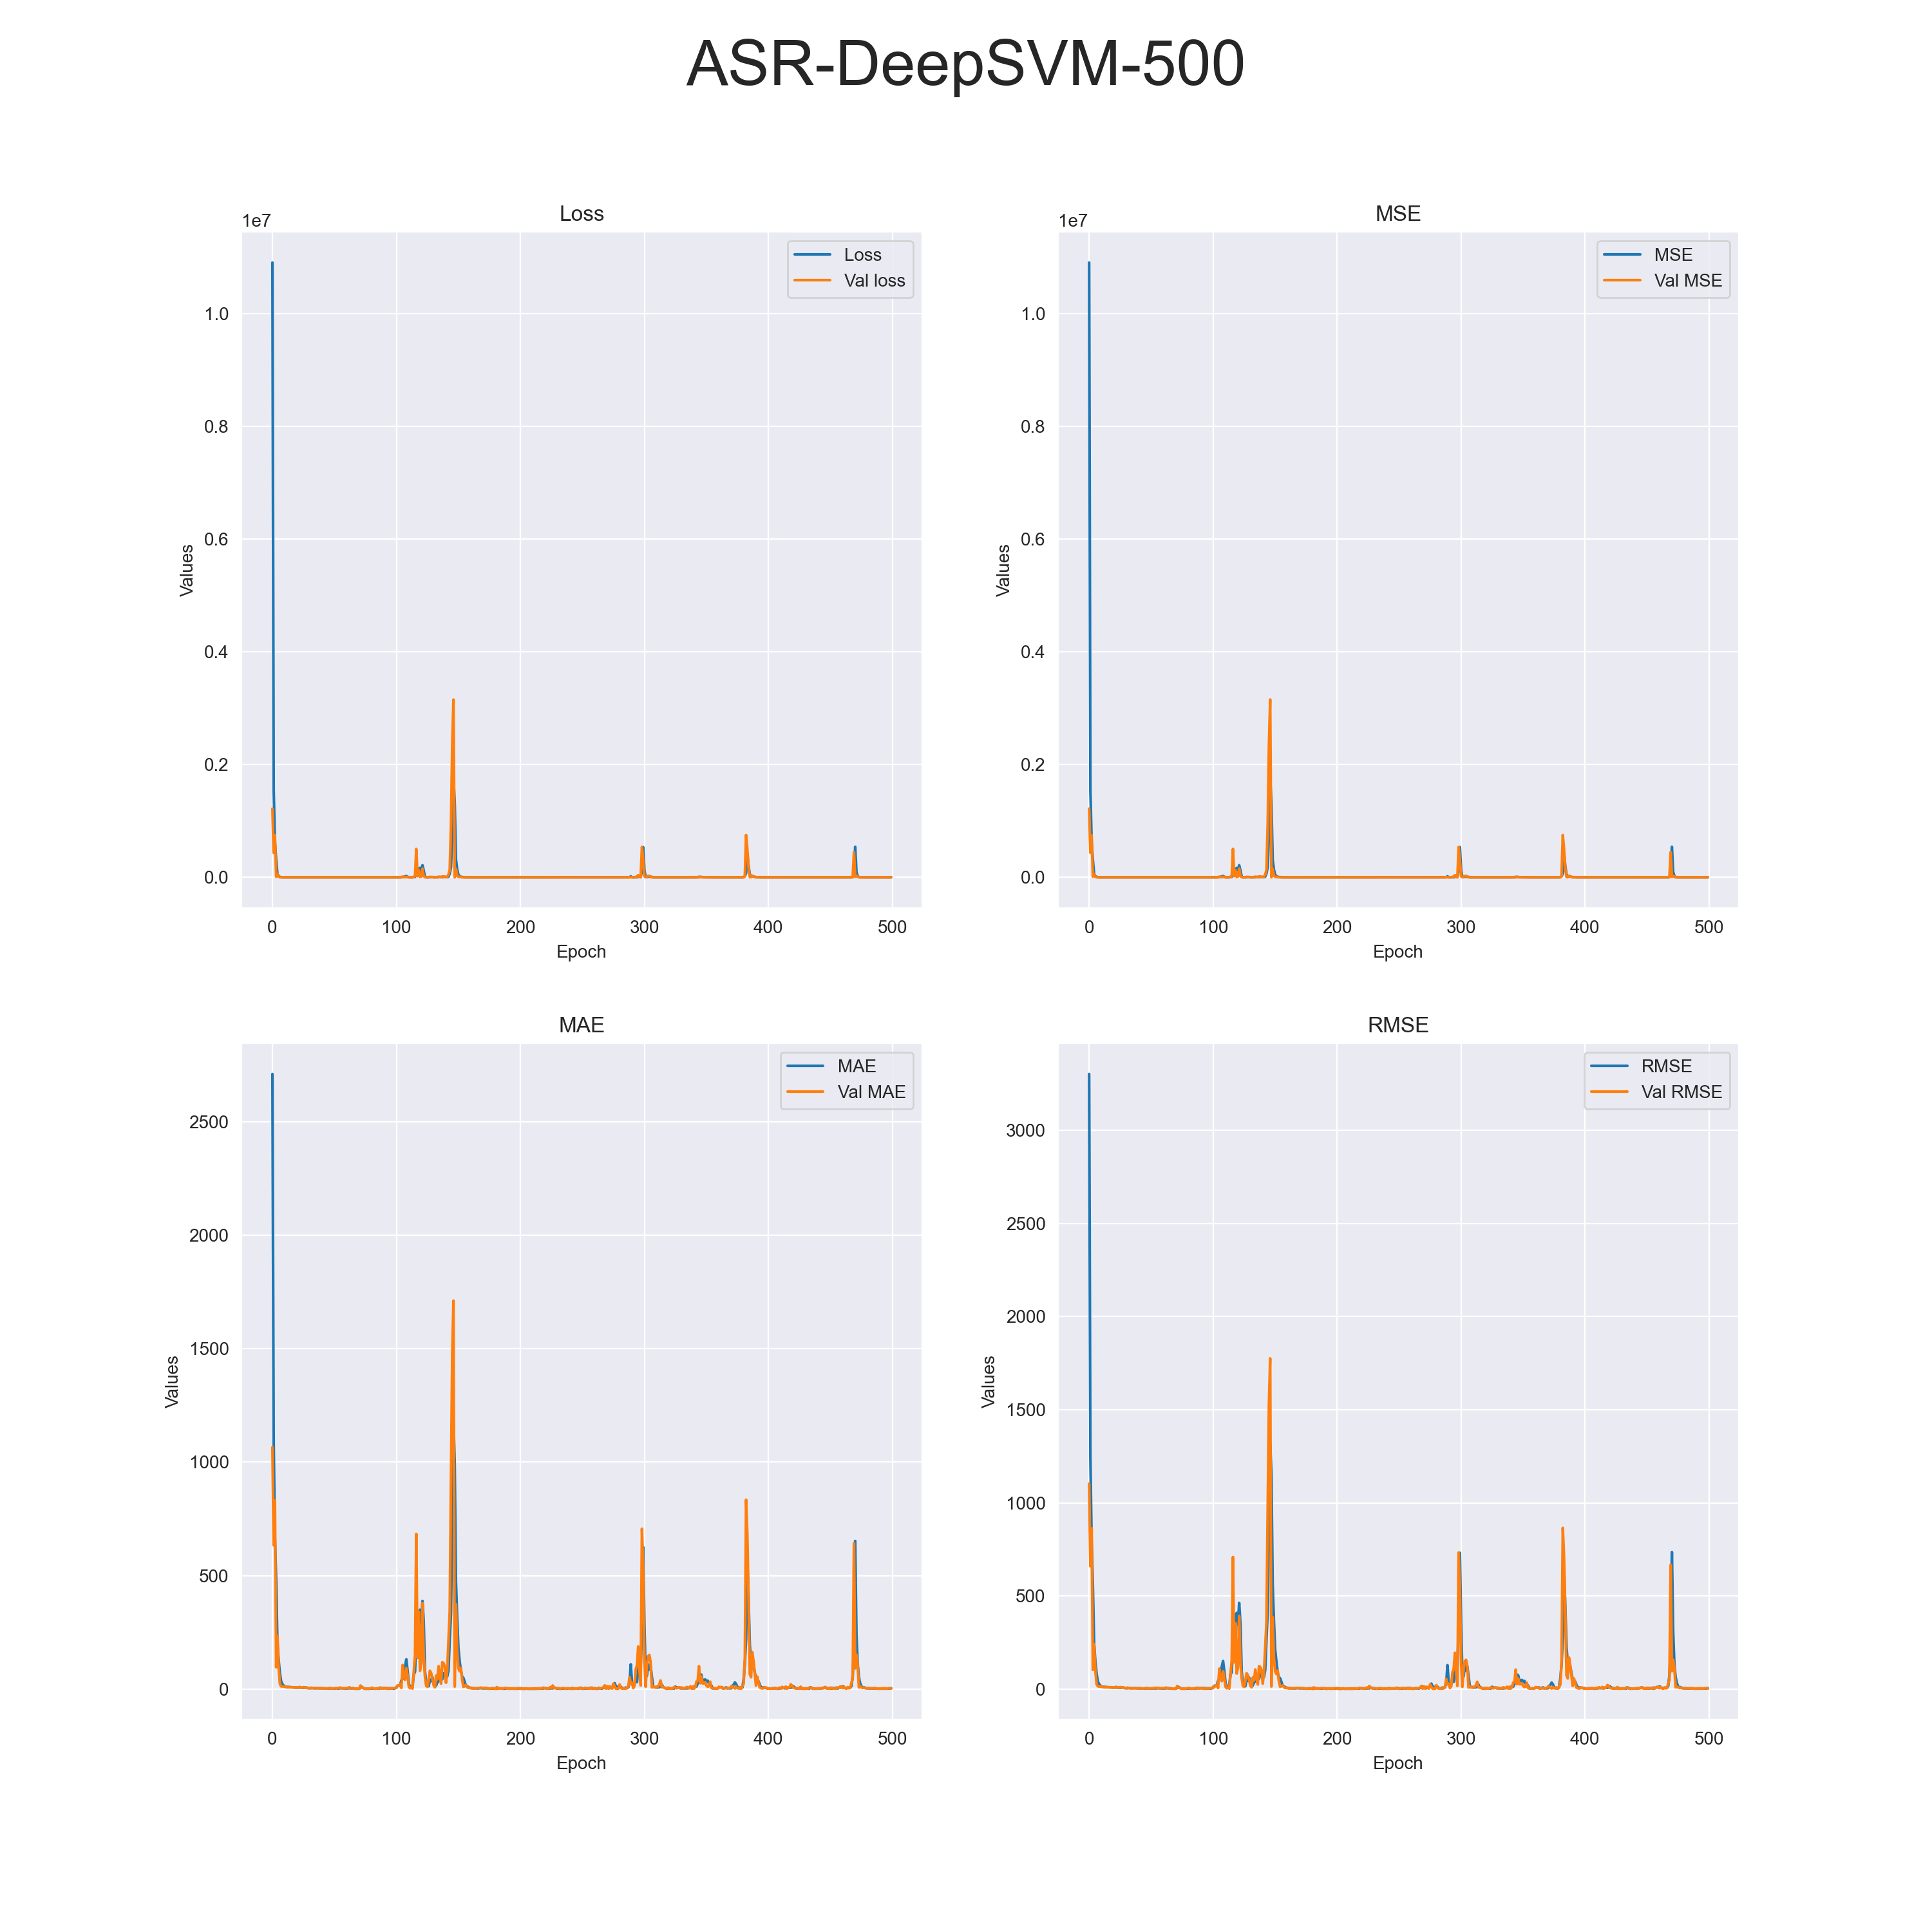 ASR-DeepSVM-500
Loss
1e7
Loss
Val loss
1.0
0.8
0.6
0.4
0.2
0.0
Values
0 100 200 300 400 500
Epoch
MSE
1e7
MSE
Val MSE
1.0
0.8
0.6
0.4
0.2
0.0
Values
0 100 200 300 400 500
Epoch
MAE
MAE
Val MAE
2500
2000
1500
1000
500
0
Values
0 100 200 300 400 500
Epoch
RMSE
RMSE
Val RMSE
3000
2500
2000
1500
1000
500
0
Values
0 100 200 300 400 500
Epoch